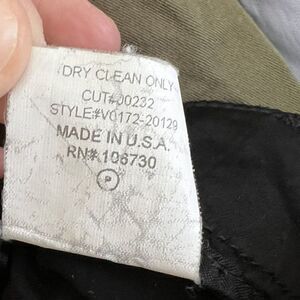 DRY CLEAN ONLY
CUT#00232
STYLE#V0172-20129
MADE IN U.S.A.
RN# 106730
P